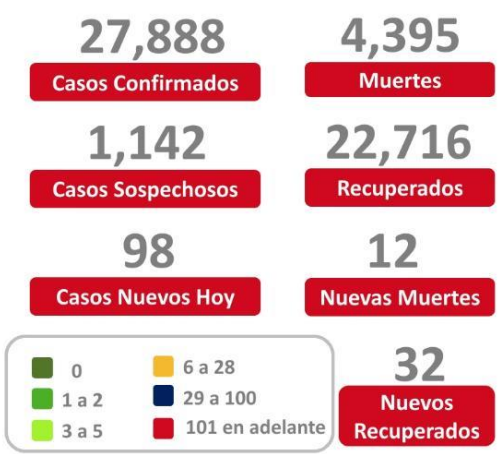 27,888
Casos Confirmados
4,395
Muertes
1,142
Casos Sospechosos
22,716
Recuperados
98
Casos Nuevos Hoy
12
Nuevas Muertes
0
1 a 2
3 a 5
6 a 28
29 a 100
101 en adelante
32
Nuevos
Recuperados